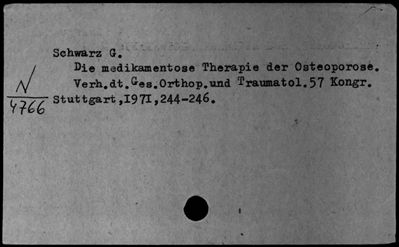 Schwarz G.
Die medikamentose Therapie der Osteoporose.
Verh.dt.Ges.Orthop.und Traumatol.57 Kongr.
Stuttgart,1971,244-246.
N
4766